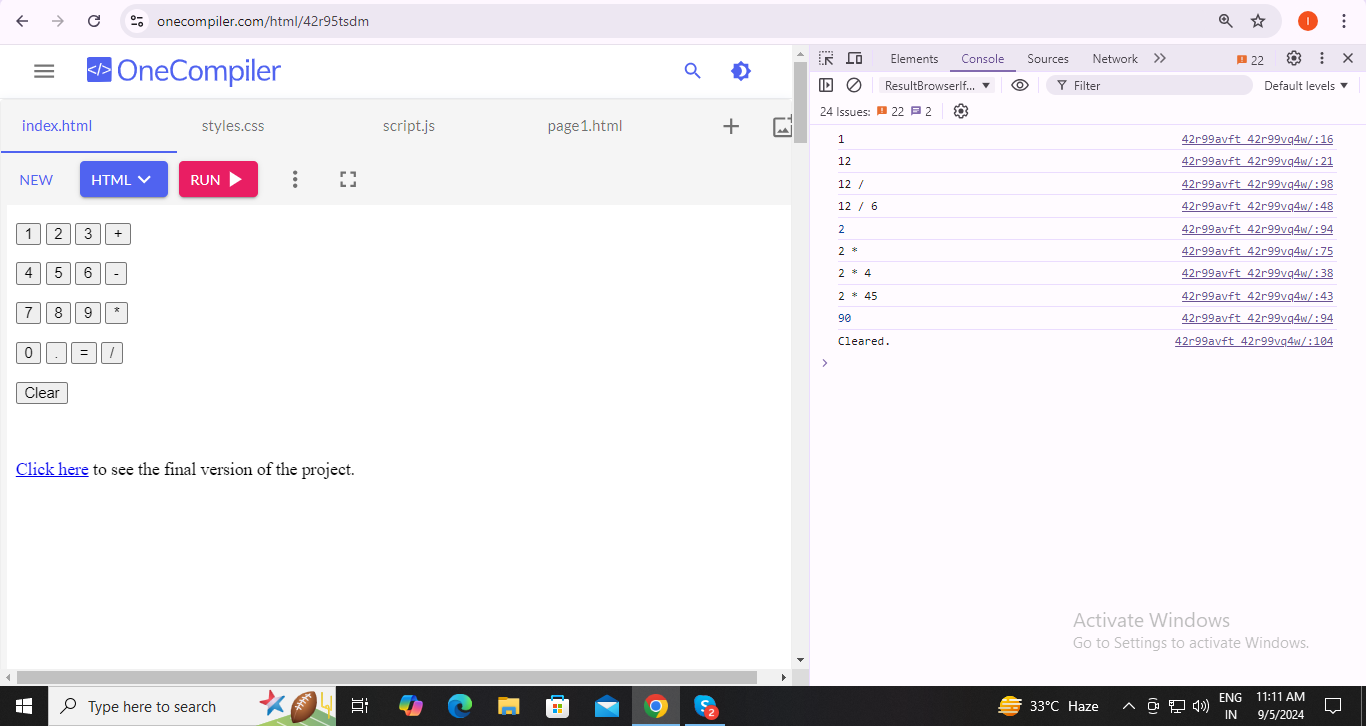 onecompiler.com/html/42r95tsdm
I
</> OneCompiler
index.html styles.css script.js page1.html
NEW HTML RUN
1 2 3 +
4 5 6 -
7 8 9 *
0 . = /
Clear
Click here to see the final version of the project.
Elements Console Sources Network 22
ResultBrowserIf... Filter Default levels
24 Issues: 22 2
1 42r99avft 42r99vq4w/:16
12 42r99avft 42r99vq4w/:21
12 / 42r99avft 42r99vq4w/:98
12 / 6 42r99avft 42r99vq4w/:48
2 42r99avft 42r99vq4w/:94
2 * 42r99avft 42r99vq4w/:75
2 * 4 42r99avft 42r99vq4w/:38
2 * 45 42r99avft 42r99vq4w/:43
90 42r99avft 42r99vq4w/:94
Cleared. 42r99avft 42r99vq4w/:104
Activate Windows
Go to Settings to activate Windows.
Type here to search
S 2
33°C Haze
ENG
IN
11:11 AM
9/5/2024